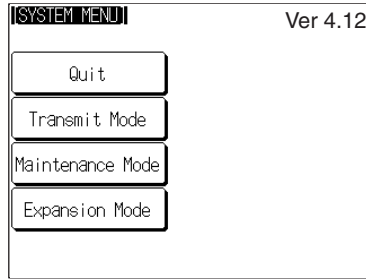 SYSTEM MENU
Ver 4.12
Quit
Transmit Mode
Maintenance Mode
Expansion Mode